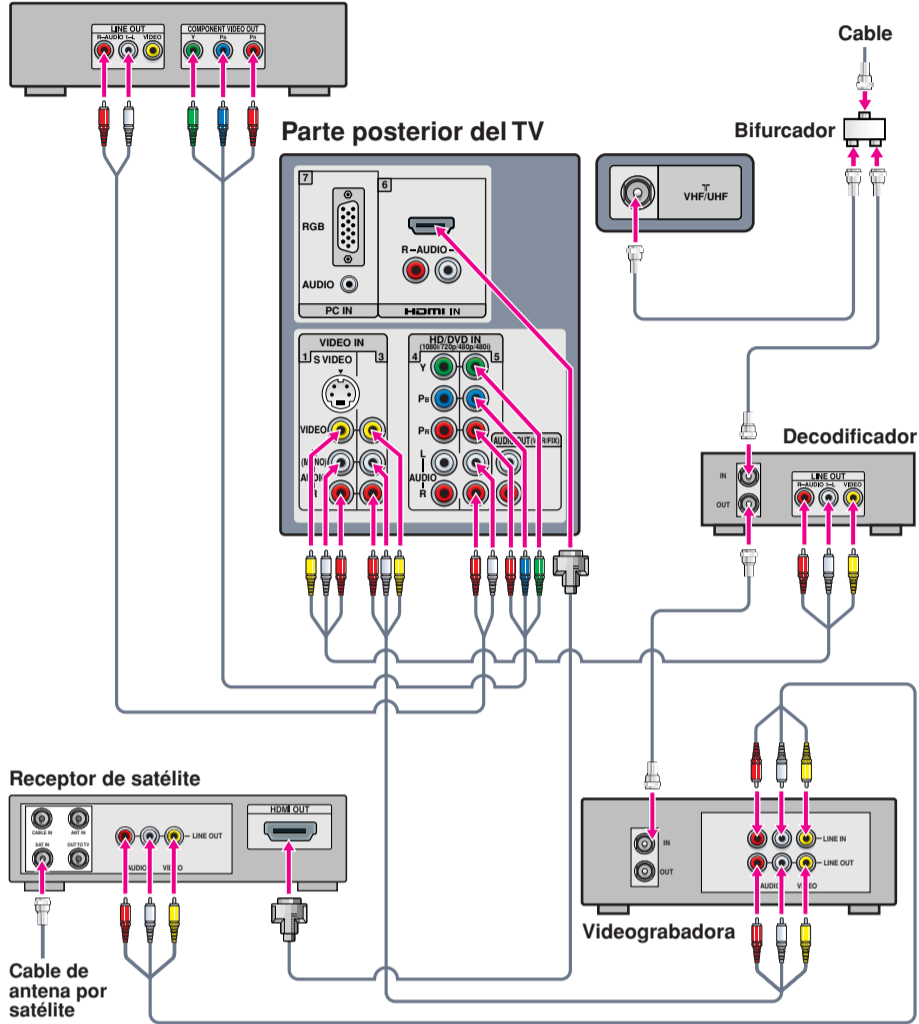 LINE OUT
R–AUDIO–L VIDEO
COMPONENT VIDEO OUT
Y PB PR
Cable
Bifurcador
Parte posterior del TV
VHF/UHF
7
6
RGB
R–AUDIO–L
AUDIO
PC IN
HDMI IN
VIDEO IN
1 S VIDEO 3
HD/DVD IN
(1080i/720p/480p/480i)
4 5
Y
PB
PR
VIDEO
AUDIO OUT(VAR/FIX)
(MONO)
L
AUDIO
AUDIO
R
R
Decodificador
IN
OUT
LINE OUT
R–AUDIO–L VIDEO
Receptor de satélite
CABLE IN
ANT IN
SAT IN
OUT TO TV
LINE OUT
AUDIO VIDEO
HDMI OUT
IN
OUT
LINE IN
LINE OUT
AUDIO VIDEO
Videograbadora
Cable de
antena por
satélite